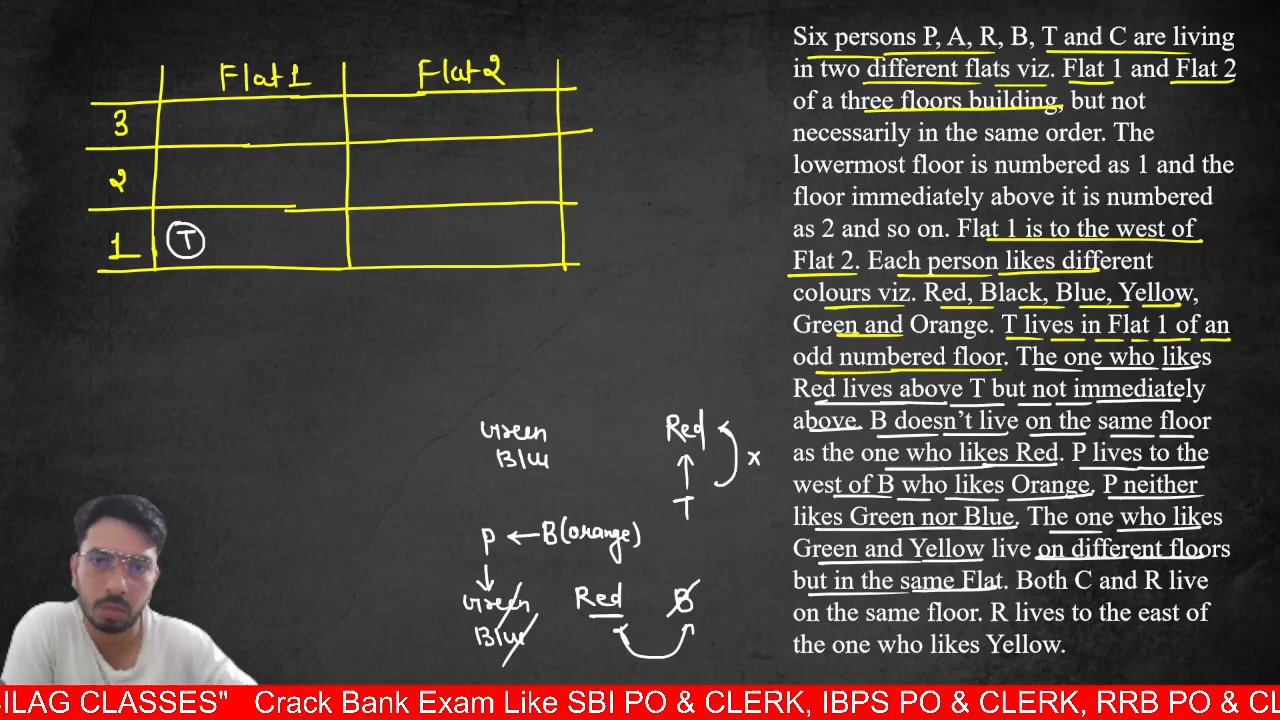 Flat 1 Flat 2
3
2
1 T
Green
Blu
Red
x
T
P ← B(orange)
Green
Blu
Red B
Six persons P, A, R, B, T and C are living
in two different flats viz. Flat 1 and Flat 2
of a three floors building, but not
necessarily in the same order. The
lowermost floor is numbered as 1 and the
floor immediately above it is numbered
as 2 and so on. Flat 1 is to the west of
Flat 2. Each person likes different
colours viz. Red, Black, Blue, Yellow,
Green and Orange. T lives in Flat 1 of an
odd numbered floor. The one who likes
Red lives above T but not immediately
above. B doesn’t live on the same floor
as the one who likes Red. P lives to the
west of B who likes Orange. P neither
likes Green nor Blue. The one who likes
Green and Yellow live on different floors
but in the same Flat. Both C and R live
on the same floor. R lives to the east of
the one who likes Yellow.
SILAG CLASSES" Crack Bank Exam Like SBI PO & CLERK, IBPS PO & CLERK, RRB PO & CL